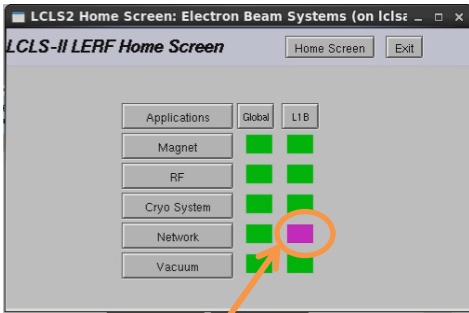 LCLS2 Home Screen: Electron Beam Systems (on lclsa
LCLS-II LERF Home Screen
Home Screen
Exit
Applications
Global
L1B
Magnet
RF
Cryo System
Network
Vacuum